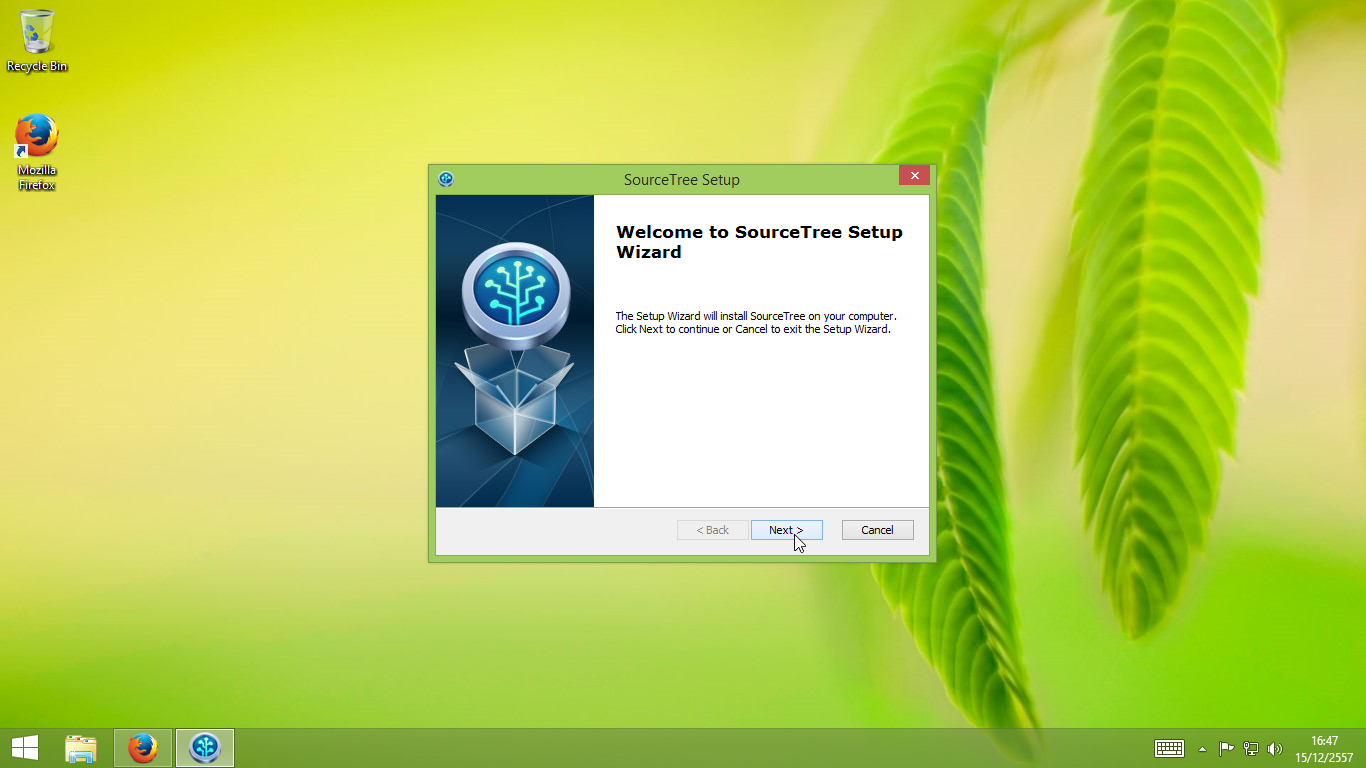 Recycle Bin
Mozilla
Firefox
SourceTree Setup
Welcome to SourceTree Setup
Wizard
The Setup Wizard will install SourceTree on your computer.
Click Next to continue or Cancel to exit the Setup Wizard.
< Back
Next >
Cancel
16:47
15/12/2557